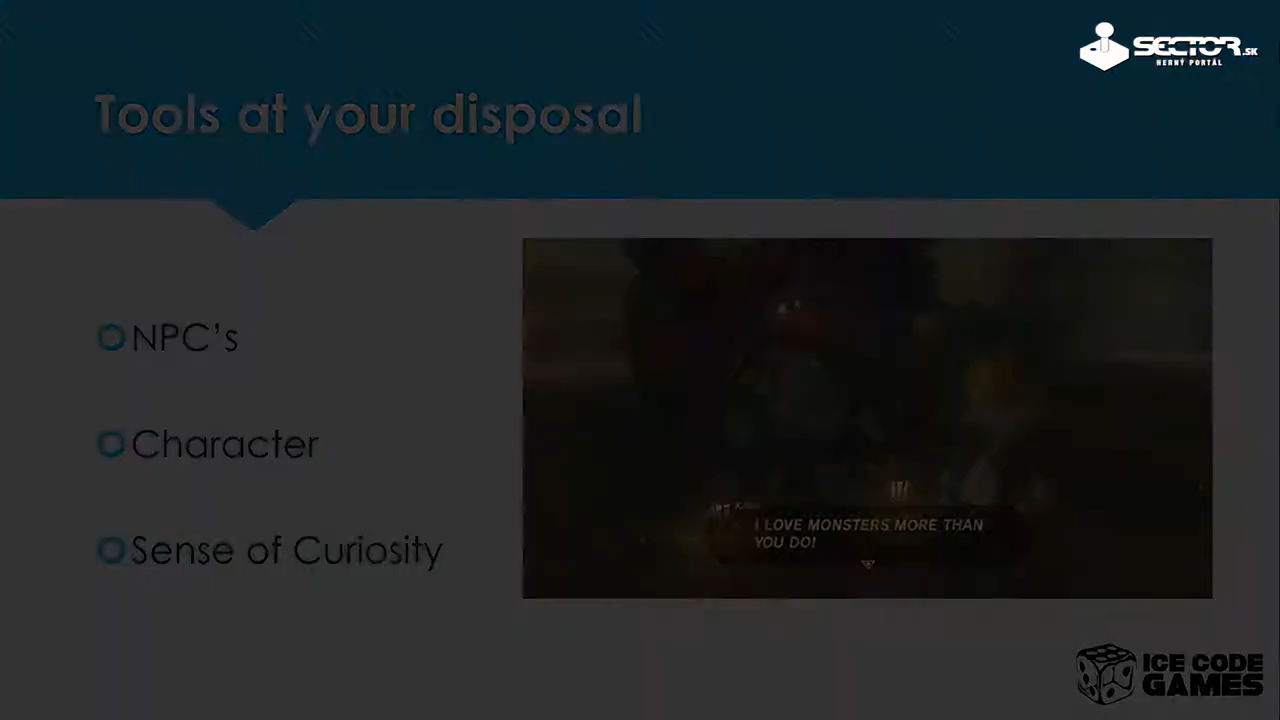 SECTOR.SK
HERNÝ PORTÁL
Tools at your disposal
NPC's
Character
Sense of Curiosity
I LOVE MONSTERS MORE THAN
YOU DO!
ICE CODE
GAMES